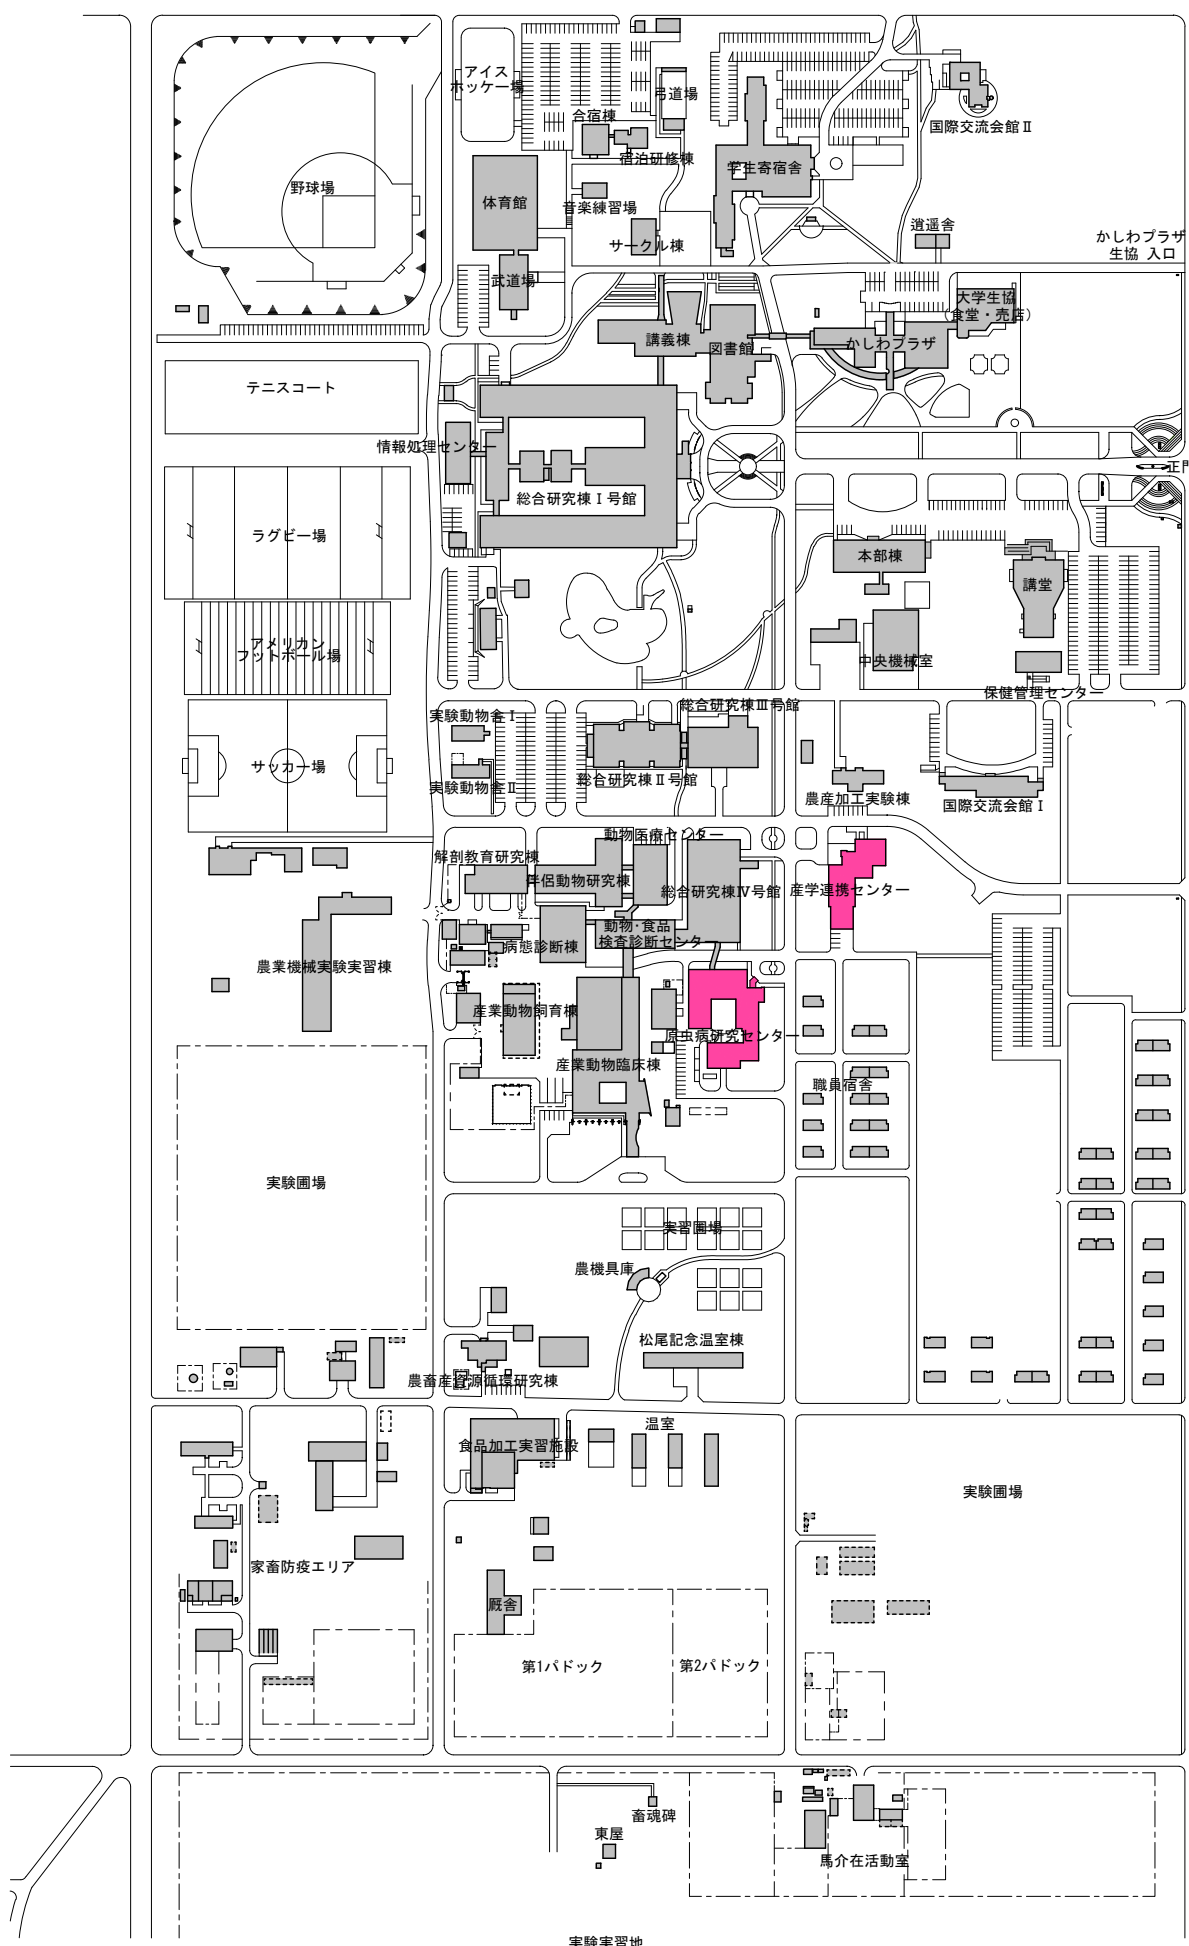 アイス
ホッケー場
弓道場
合宿棟
宿泊研修棟
国際交流会館Ⅱ
学生寄宿舎
野球場
体育館
音楽練習場
サークル棟
逍遥舎
かしわプラザ
生協 入口
武道場
大学生協
(食堂・売店)
講義棟
図書館
かしわプラザ
テニスコート
情報処理センター
正門
総合研究棟Ⅰ号館
ラグビー場
本部棟
講堂
アメリカン
フットボール場
中央機械室
保健管理センター
総合研究棟Ⅲ号館
実験動物舎Ⅰ
サッカー場
総合研究棟Ⅱ号館
実験動物舎Ⅱ
農産加工実験棟
国際交流会館Ⅰ
動物医療センター
解剖教育研究棟
伴侶動物研究棟
総合研究棟Ⅳ号館
産学連携センター
動物・食品
検査診断センター
病態診断棟
農業機械実験実習棟
産業動物飼育棟
原虫病研究センター
産業動物臨床棟
職員宿舎
実験圃場
実習圃場
農機具庫
松尾記念温室棟
農畜産資源循環研究棟
温室
食品加工実習施設
実験圃場
家畜防疫エリア
厩舎
第1パドック
第2パドック
畜魂碑
東屋
馬介在活動室
実験実習地